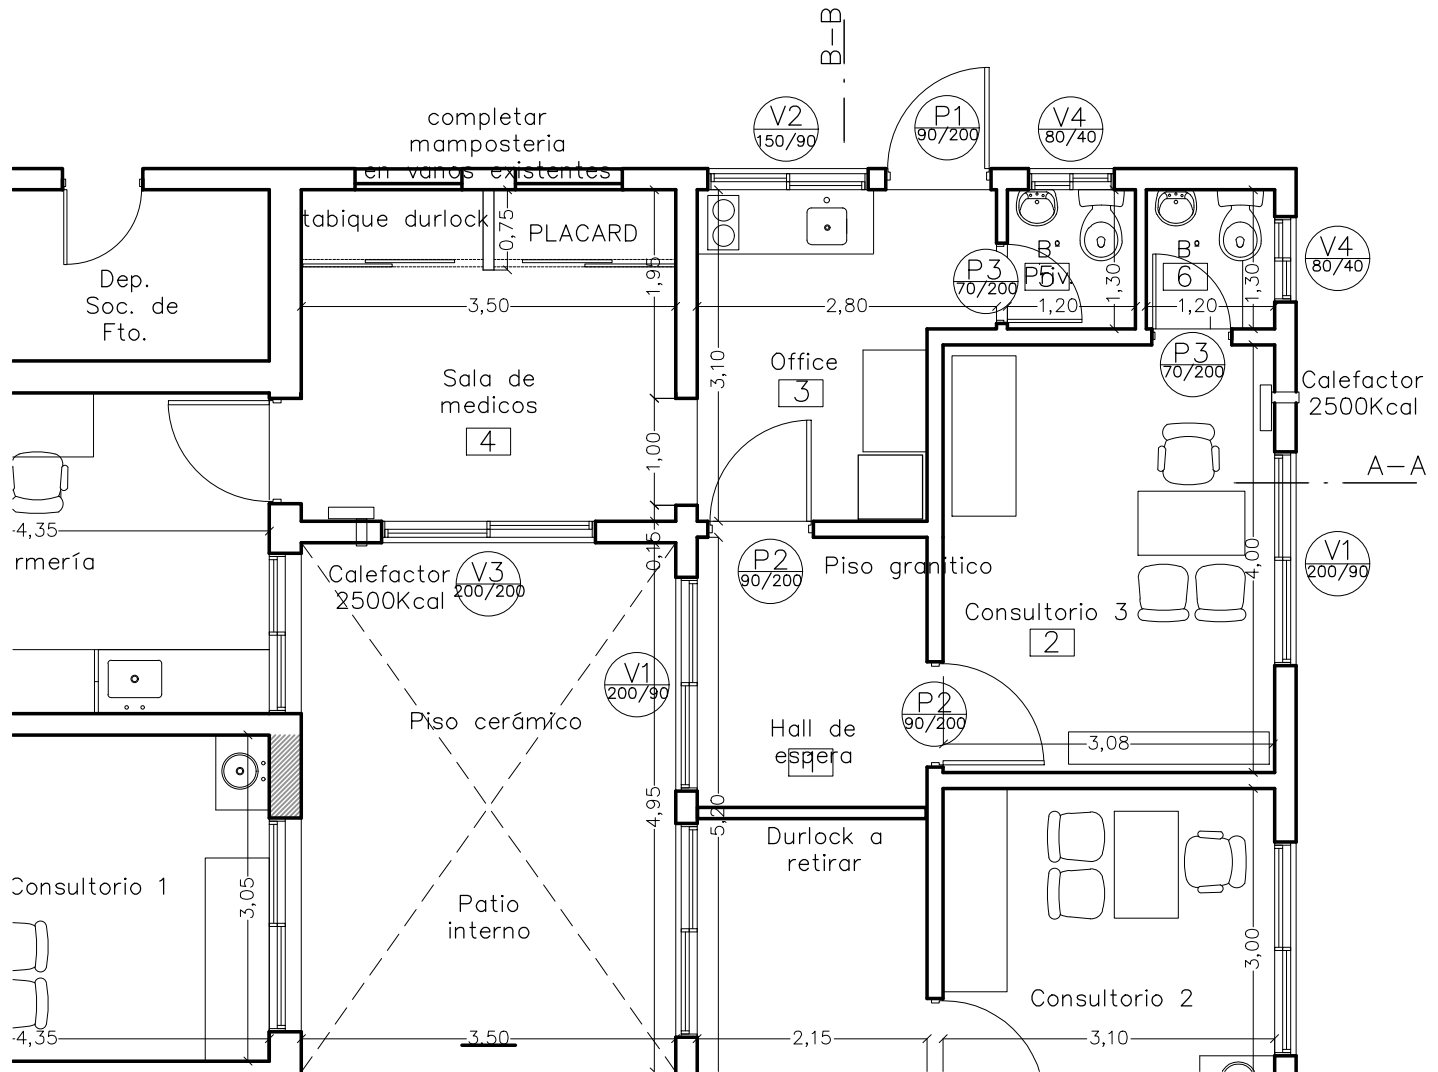 B-B
V2
150/90
P1
90/200
V4
80/40
completar
mamposteria
en vanos existentes
tabique durlock
0,75
PLACARD
1,95
Dep.
Soc. de
Fto.
3,50
2,80
P3
70/200
B°
Priv.
5
1,20
1,30
B°
6
1,20
1,30
V4
80/40
P3
70/200
Calefactor
2500Kcal
3,10
Office
3
Sala de
medicos
4
1,00
A-A
4,35
rmería
0,15
Calefactor
2500Kcal
V3
200/200
P2
90/200
Piso granitico
4,00
V1
200/90
Consultorio 3
2
V1
200/90
P2
90/200
Piso cerámico
Hall de
espera
1
3,08
4,95
5,20
Durlock a
retirar
Consultorio 1
3,05
Patio
interno
3,00
Consultorio 2
4,35
3,50
2,15
3,10